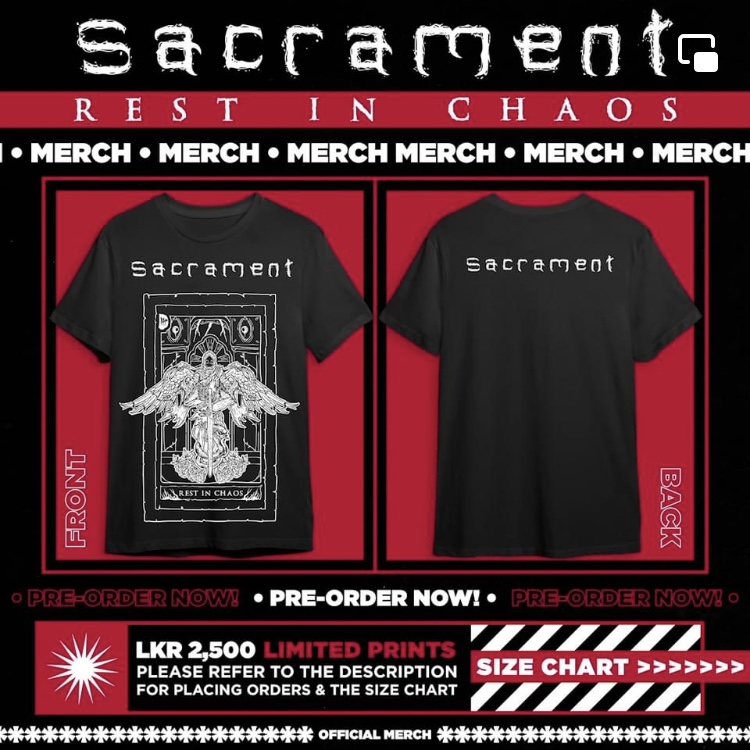 sacrament
REST IN CHAOS
• MERCH • MERCH • MERCH MERCH • MERCH • MERCH
sacrament
REST IN CHAOS
FRONT
sacrament
BACK
• PRE-ORDER NOW! • PRE-ORDER NOW! • PRE-ORDER NOW! •
LKR 2,500 LIMITED PRINTS
PLEASE REFER TO THE DESCRIPTION
FOR PLACING ORDERS & THE SIZE CHART
SIZE CHART >>>>>>>
OFFICIAL MERCH